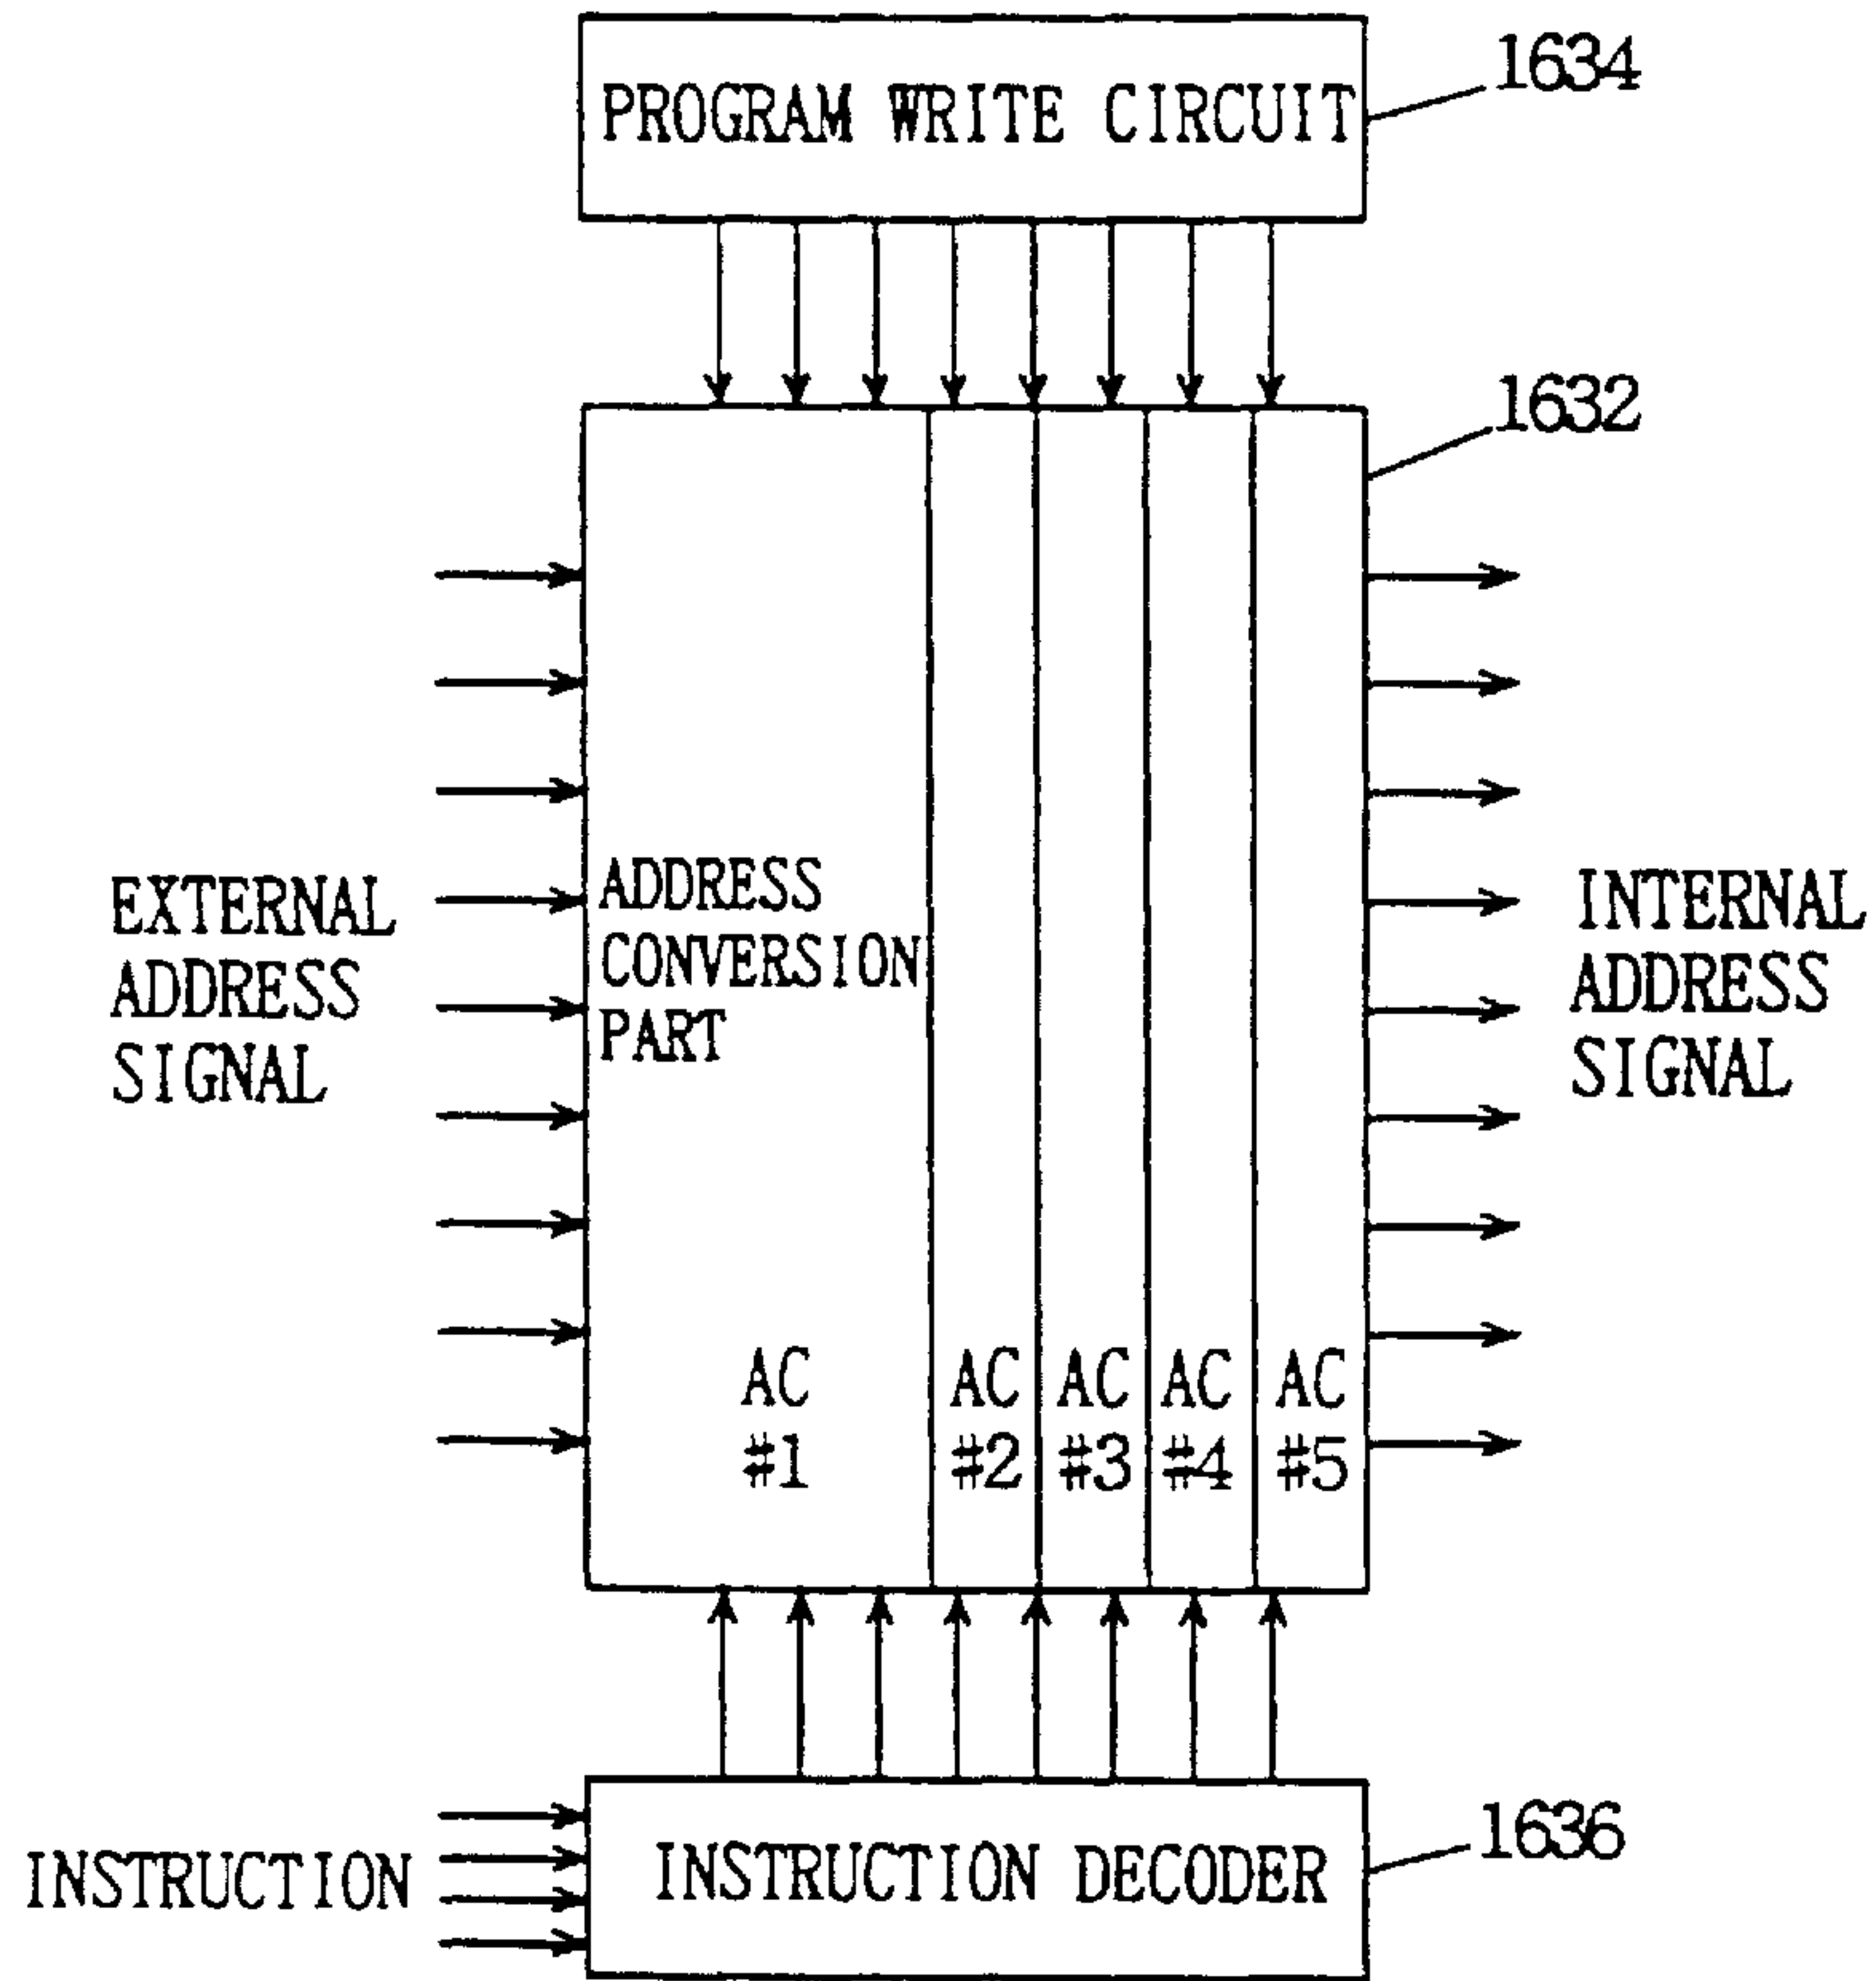 PROGRAM WRITE CIRCUIT
1634
1632
EXTERNAL
ADDRESS
SIGNAL
ADDRESS
CONVERSION
PART
INTERNAL
ADDRESS
SIGNAL
AC
#1
AC
#2
AC
#3
AC
#4
AC
#5
INSTRUCTION
INSTRUCTION DECODER
1636